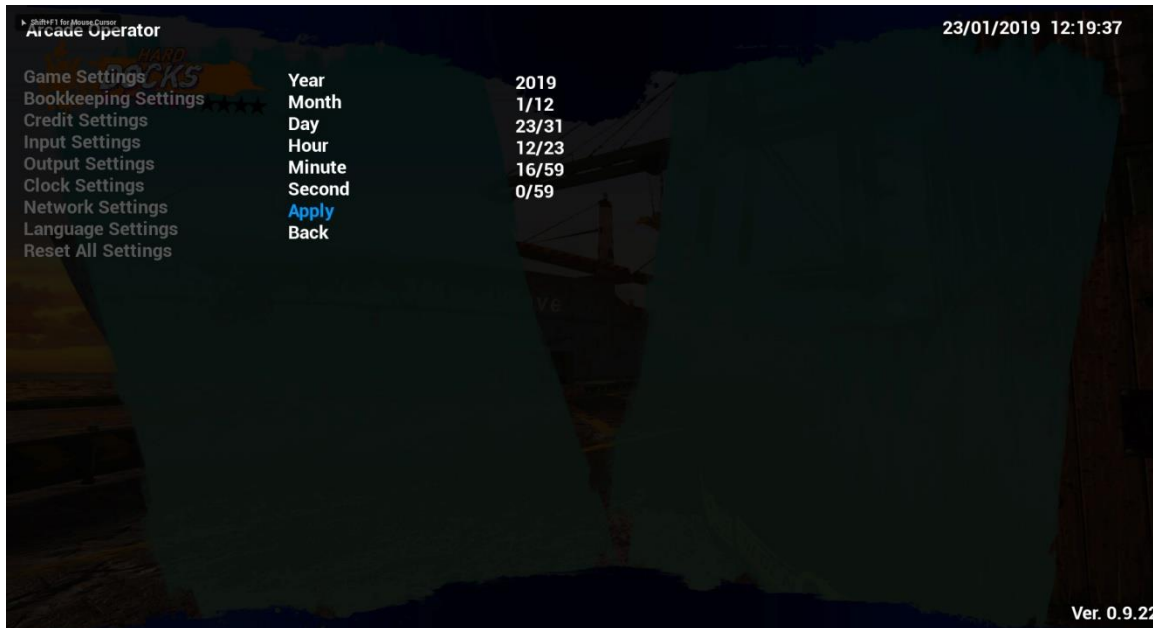 Shift+F1 for Mouse Cursor
Arcade Operator
23/01/2019 12:19:37
HARD
DOCKS
Game Settings
Bookkeeping Settings
Credit Settings
Input Settings
Output Settings
Clock Settings
Network Settings
Language Settings
Reset All Settings
Year 2019
Month 1/12
Day 23/31
Hour 12/23
Minute 16/59
Second 0/59
Apply
Back
Ver. 0.9.22